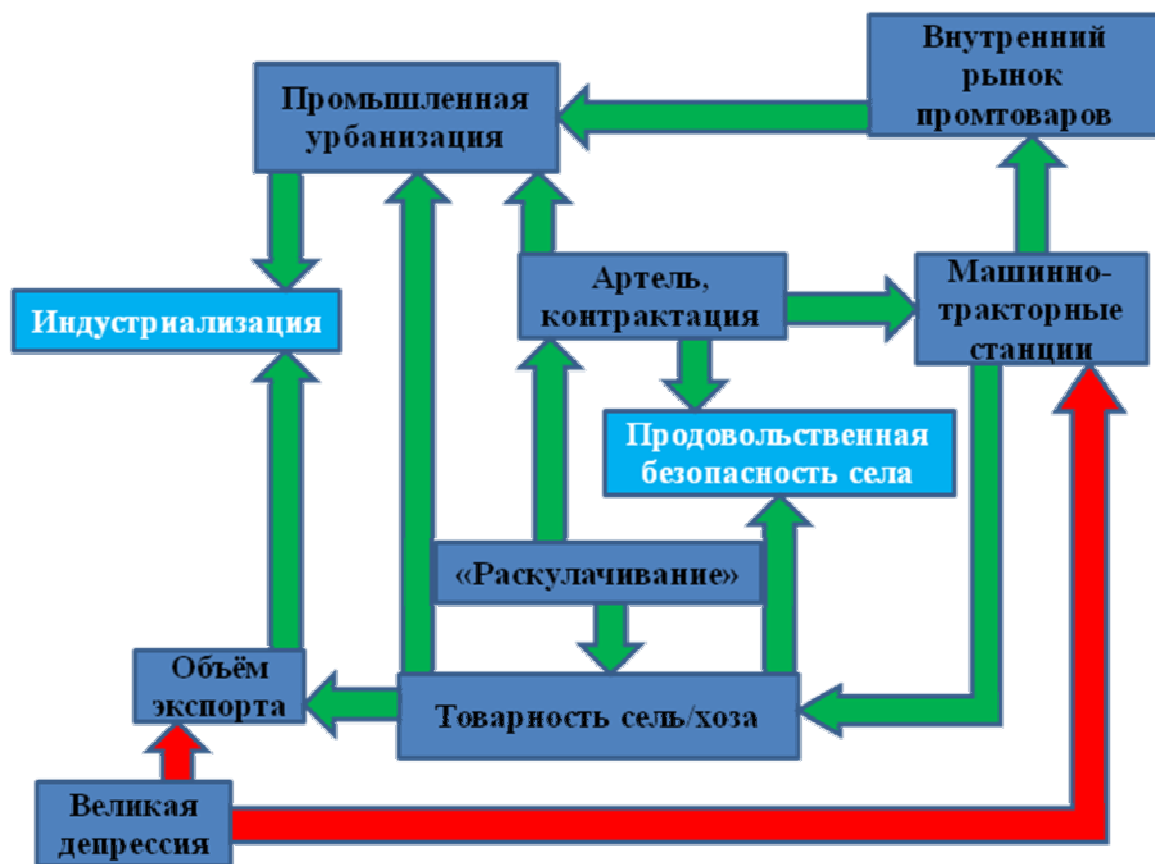 Внутренний
рынок
промтоваров
Промышленная
урбанизация
Артель,
контрактация
Машинно-
тракторные
станции
Индустриализация
Продовольственная
безопасность села
«Раскулачивание»
Объём
экспорта
Товарность сель/хоза
Великая
депрессия